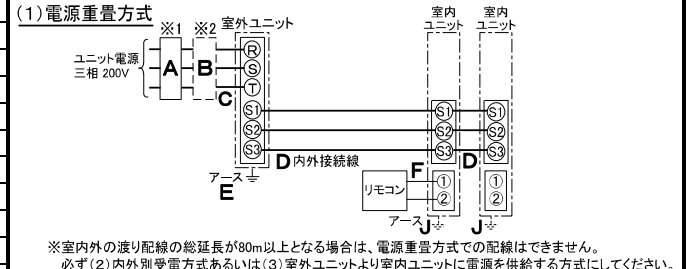 (1)電源重畳方式
※1 ※2 室外ユニット 室内ユニット 室内ユニット
ユニット電源
三相 200V
A B C
R
S
T
S1 S1 S1
S2 S2 S2
S3 S3 S3
D 内外接続線 D
アース
E
リモコン F
① ①
② ②
アース J J
※室内外の渡り配線の総延長が80m以上となる場合は、電源重畳方式での配線はできません。
必ず(2)内外別受電方式あるいは(3)室外ユニットより室内ユニットに電源を供給する方式にしてください。